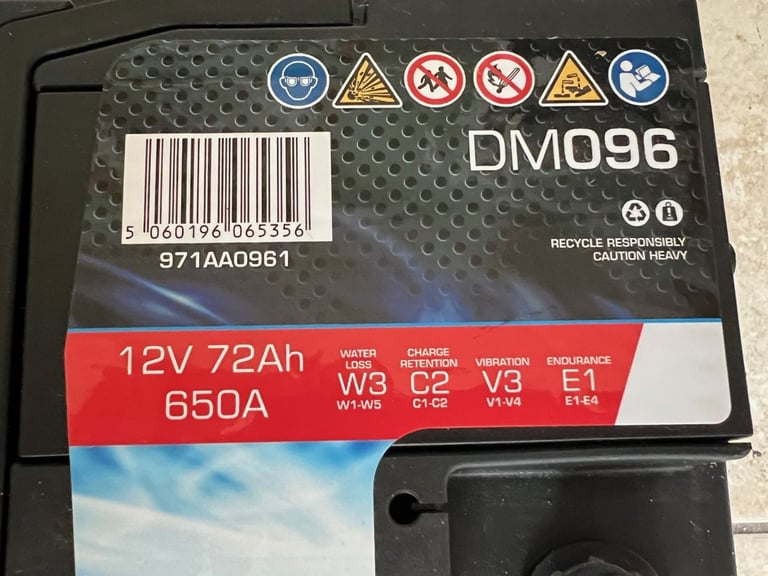 DM096
5 060196 065356
971AA0961
RECYCLE RESPONSIBLY
CAUTION HEAVY
12V 72Ah
650A
WATER
LOSS
W3
W1-W5
CHARGE
RETENTION
C2
C1-C2
VIBRATION
V3
V1-V4
ENDURANCE
E1
E1-E4